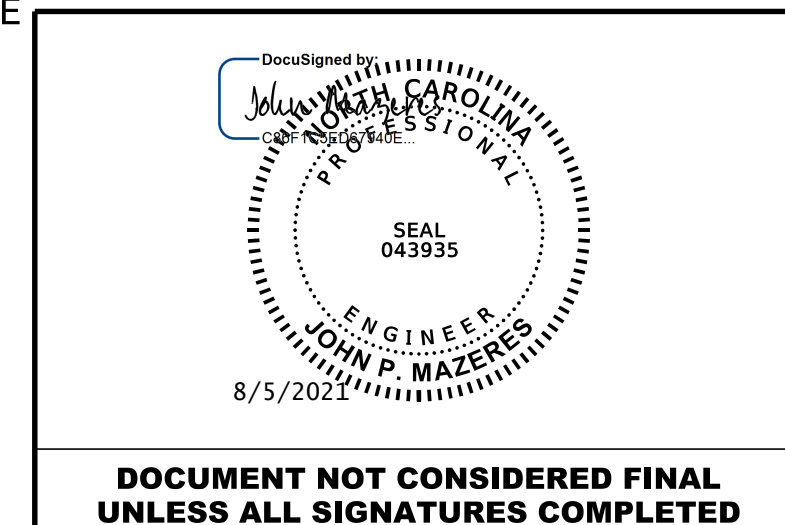 E
DocuSigned by:
John Mazeres
C86F1C5ED67940E...
NORTH CAROLINA
PROFESSIONAL
SEAL
043935
ENGINEER
JOHN P. MAZERES
8/5/2021
DOCUMENT NOT CONSIDERED FINAL
UNLESS ALL SIGNATURES COMPLETED